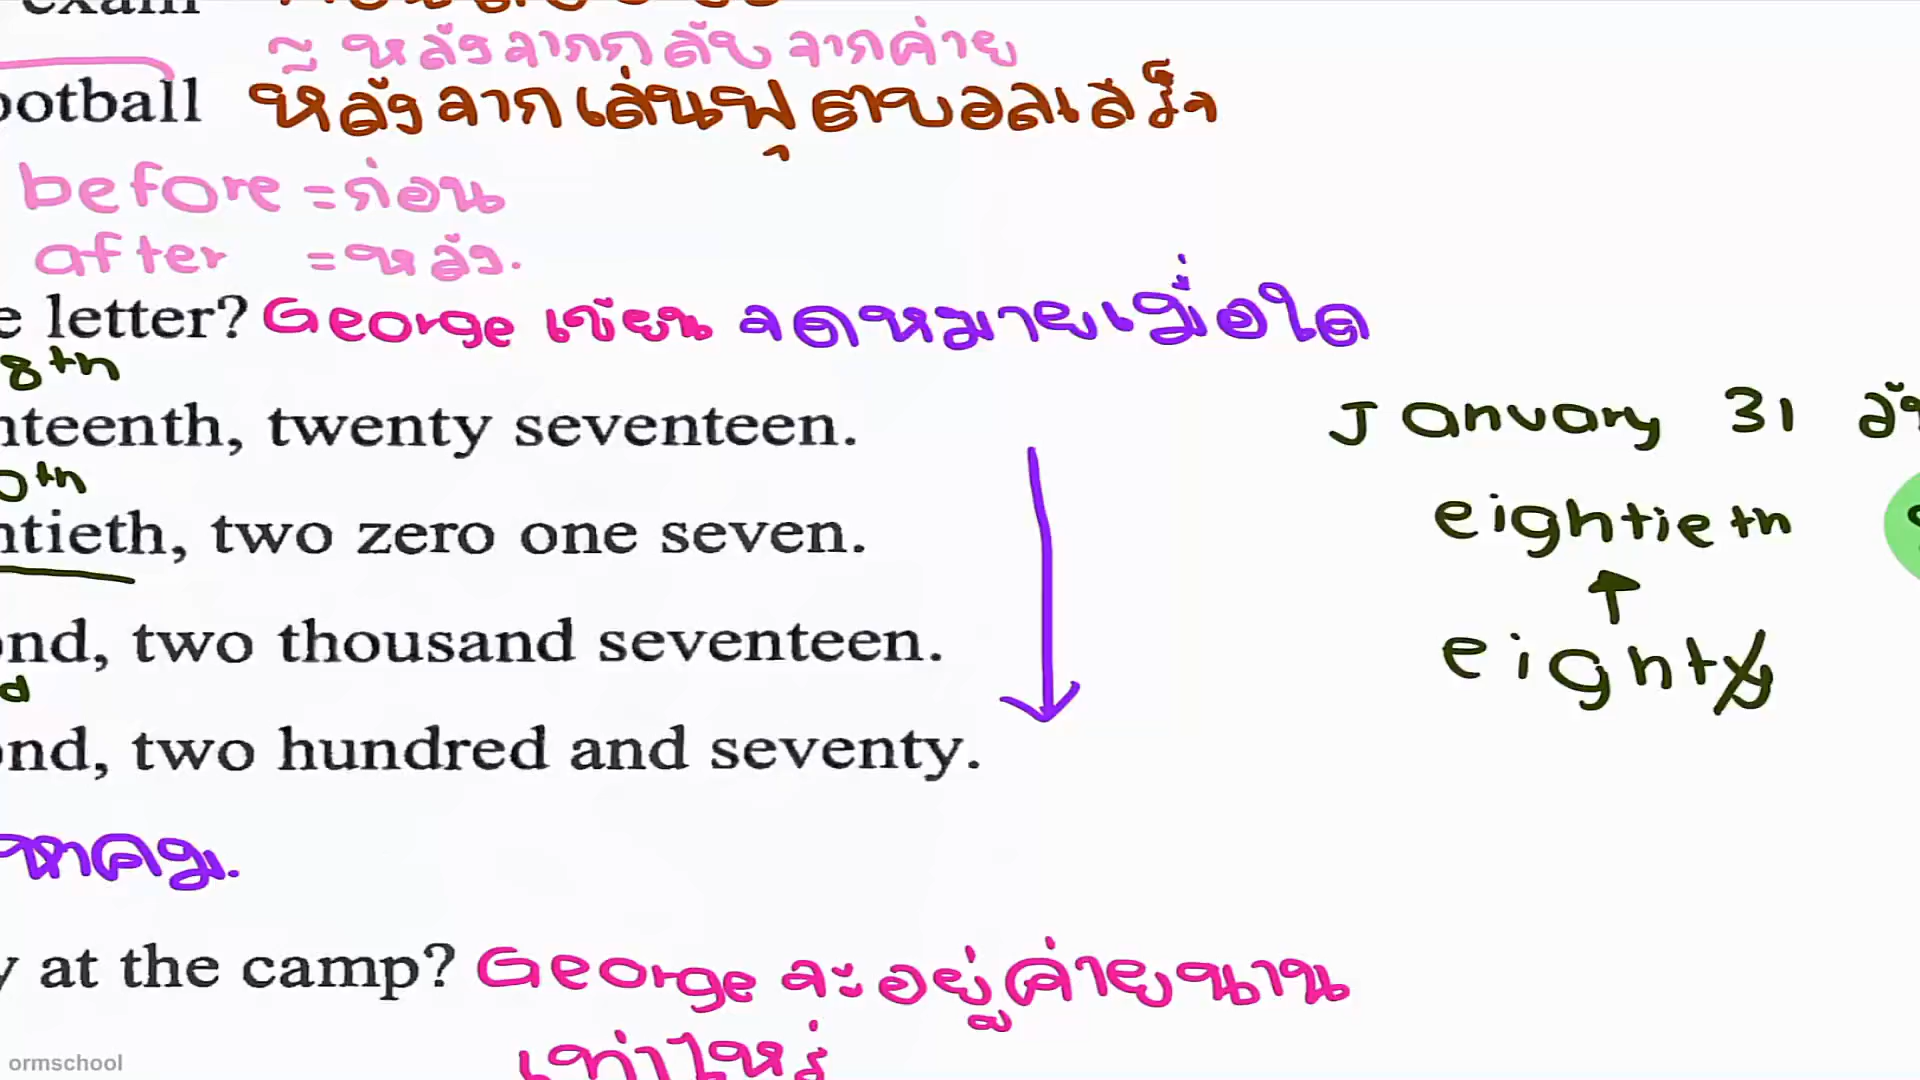 exam
~ หลังจากกลับจากค่าย
ootball หลังจากเล่นฟุตบอลเสร็จ
before = ก่อน
after = หลัง.
e letter? George เขียน จดหมายเมื่อใด
8th
nteenth, twenty seventeen.
January 31
0th
eightieth
ntieth, two zero one seven.
eighty
ond, two thousand seventeen.
d
ond, two hundred and seventy.
หาคม.
y at the camp? George จะอยู่ค่ายนาน
เท่าไหร่
ormschool